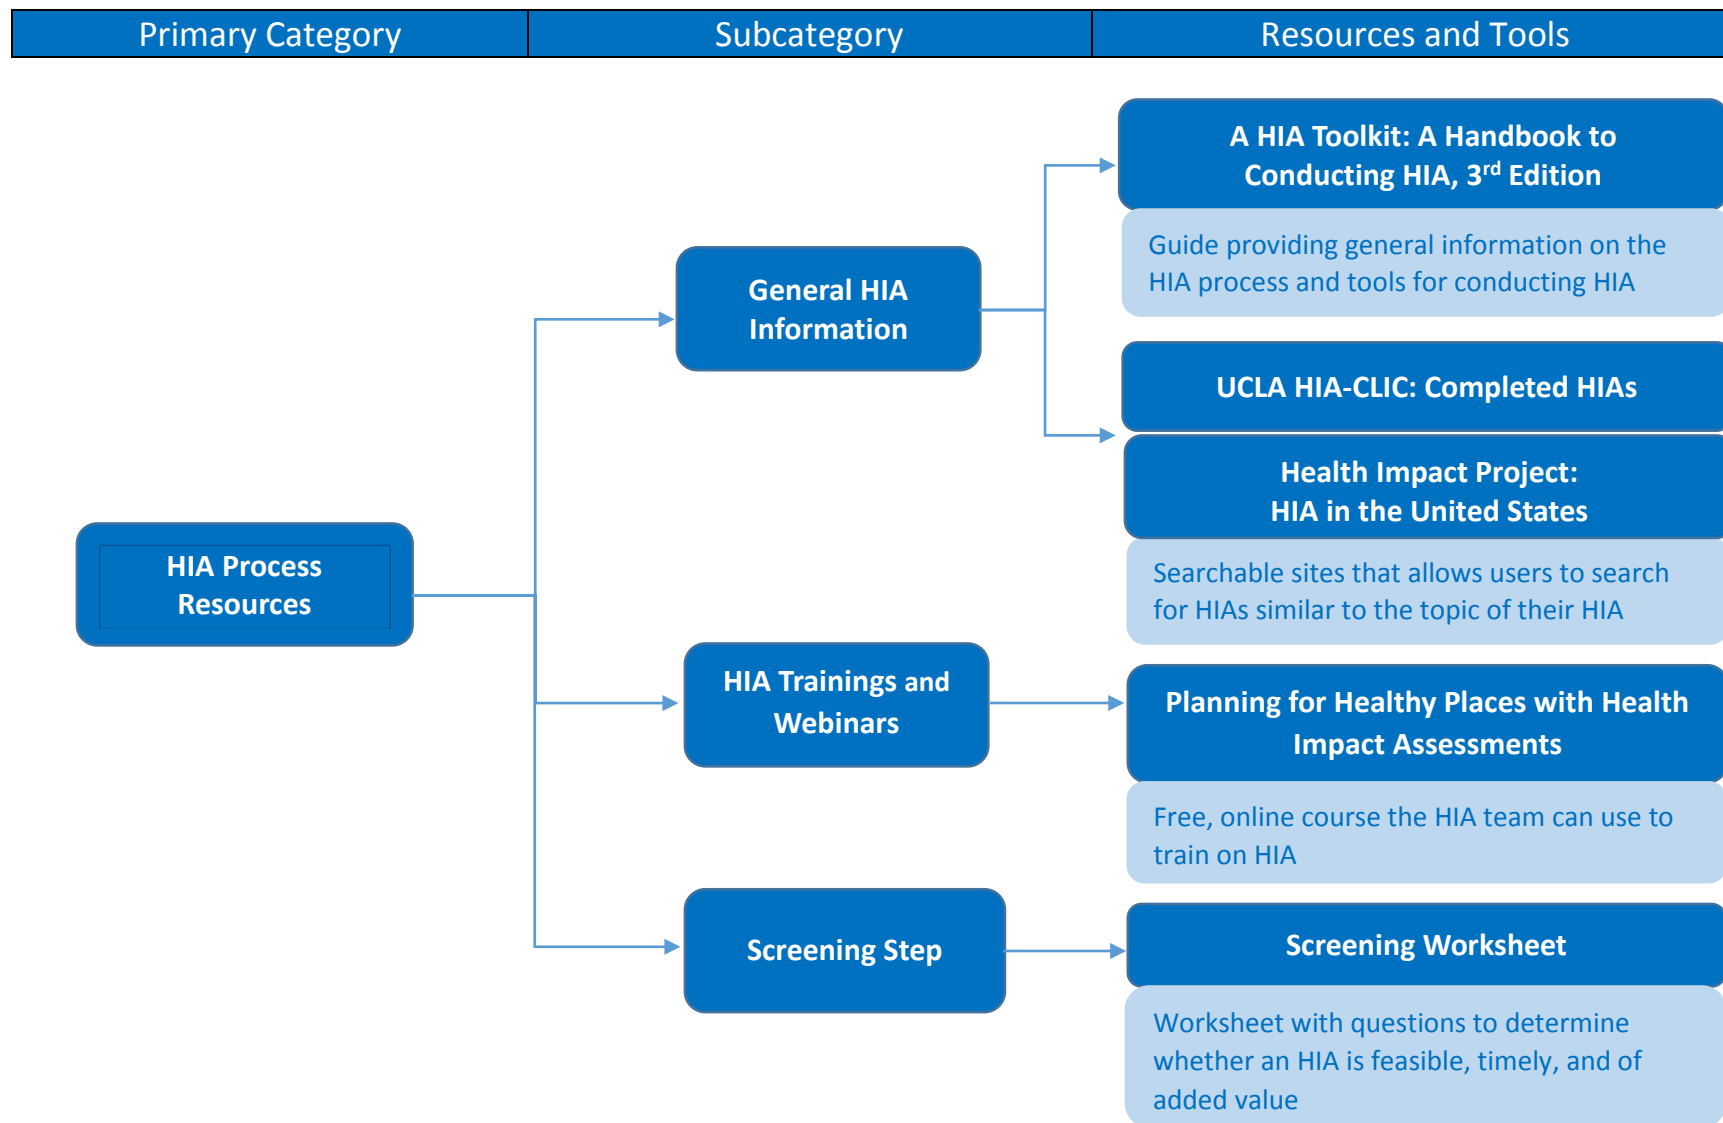 Primary Category
Subcategory
Resources and Tools
A HIA Toolkit: A Handbook to
Conducting HIA, 3rd Edition
Guide providing general information on the
HIA process and tools for conducting HIA
General HIA
Information
UCLA HIA-CLIC: Completed HIAs
Health Impact Project:
HIA in the United States
Searchable sites that allows users to search
for HIAs similar to the topic of their HIA
HIA Process
Resources
HIA Trainings and
Webinars
Planning for Healthy Places with Health
Impact Assessments
Free, online course the HIA team can use to
train on HIA
Screening Step
Screening Worksheet
Worksheet with questions to determine
whether an HIA is feasible, timely, and of
added value